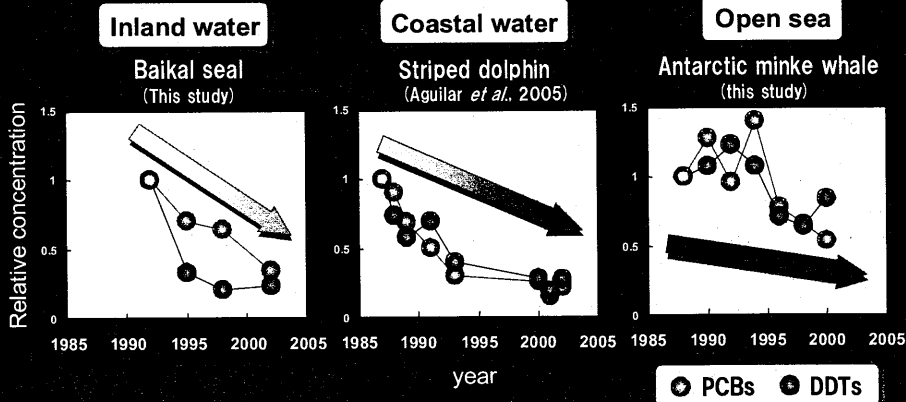 Inland water
Coastal water
Open sea
Baikal seal
(This study)
Striped dolphin
(Aguilar et al., 2005)
Antarctic minke whale
(this study)
Relative concentration
1.5
1
0.5
0
1985 1990 1995 2000 2005
1.5
1
0.5
0
1985 1990 1995 2000 2005
1.5
1
0.5
0
1985 1990 1995 2000 2005
year
PCBs DDTs